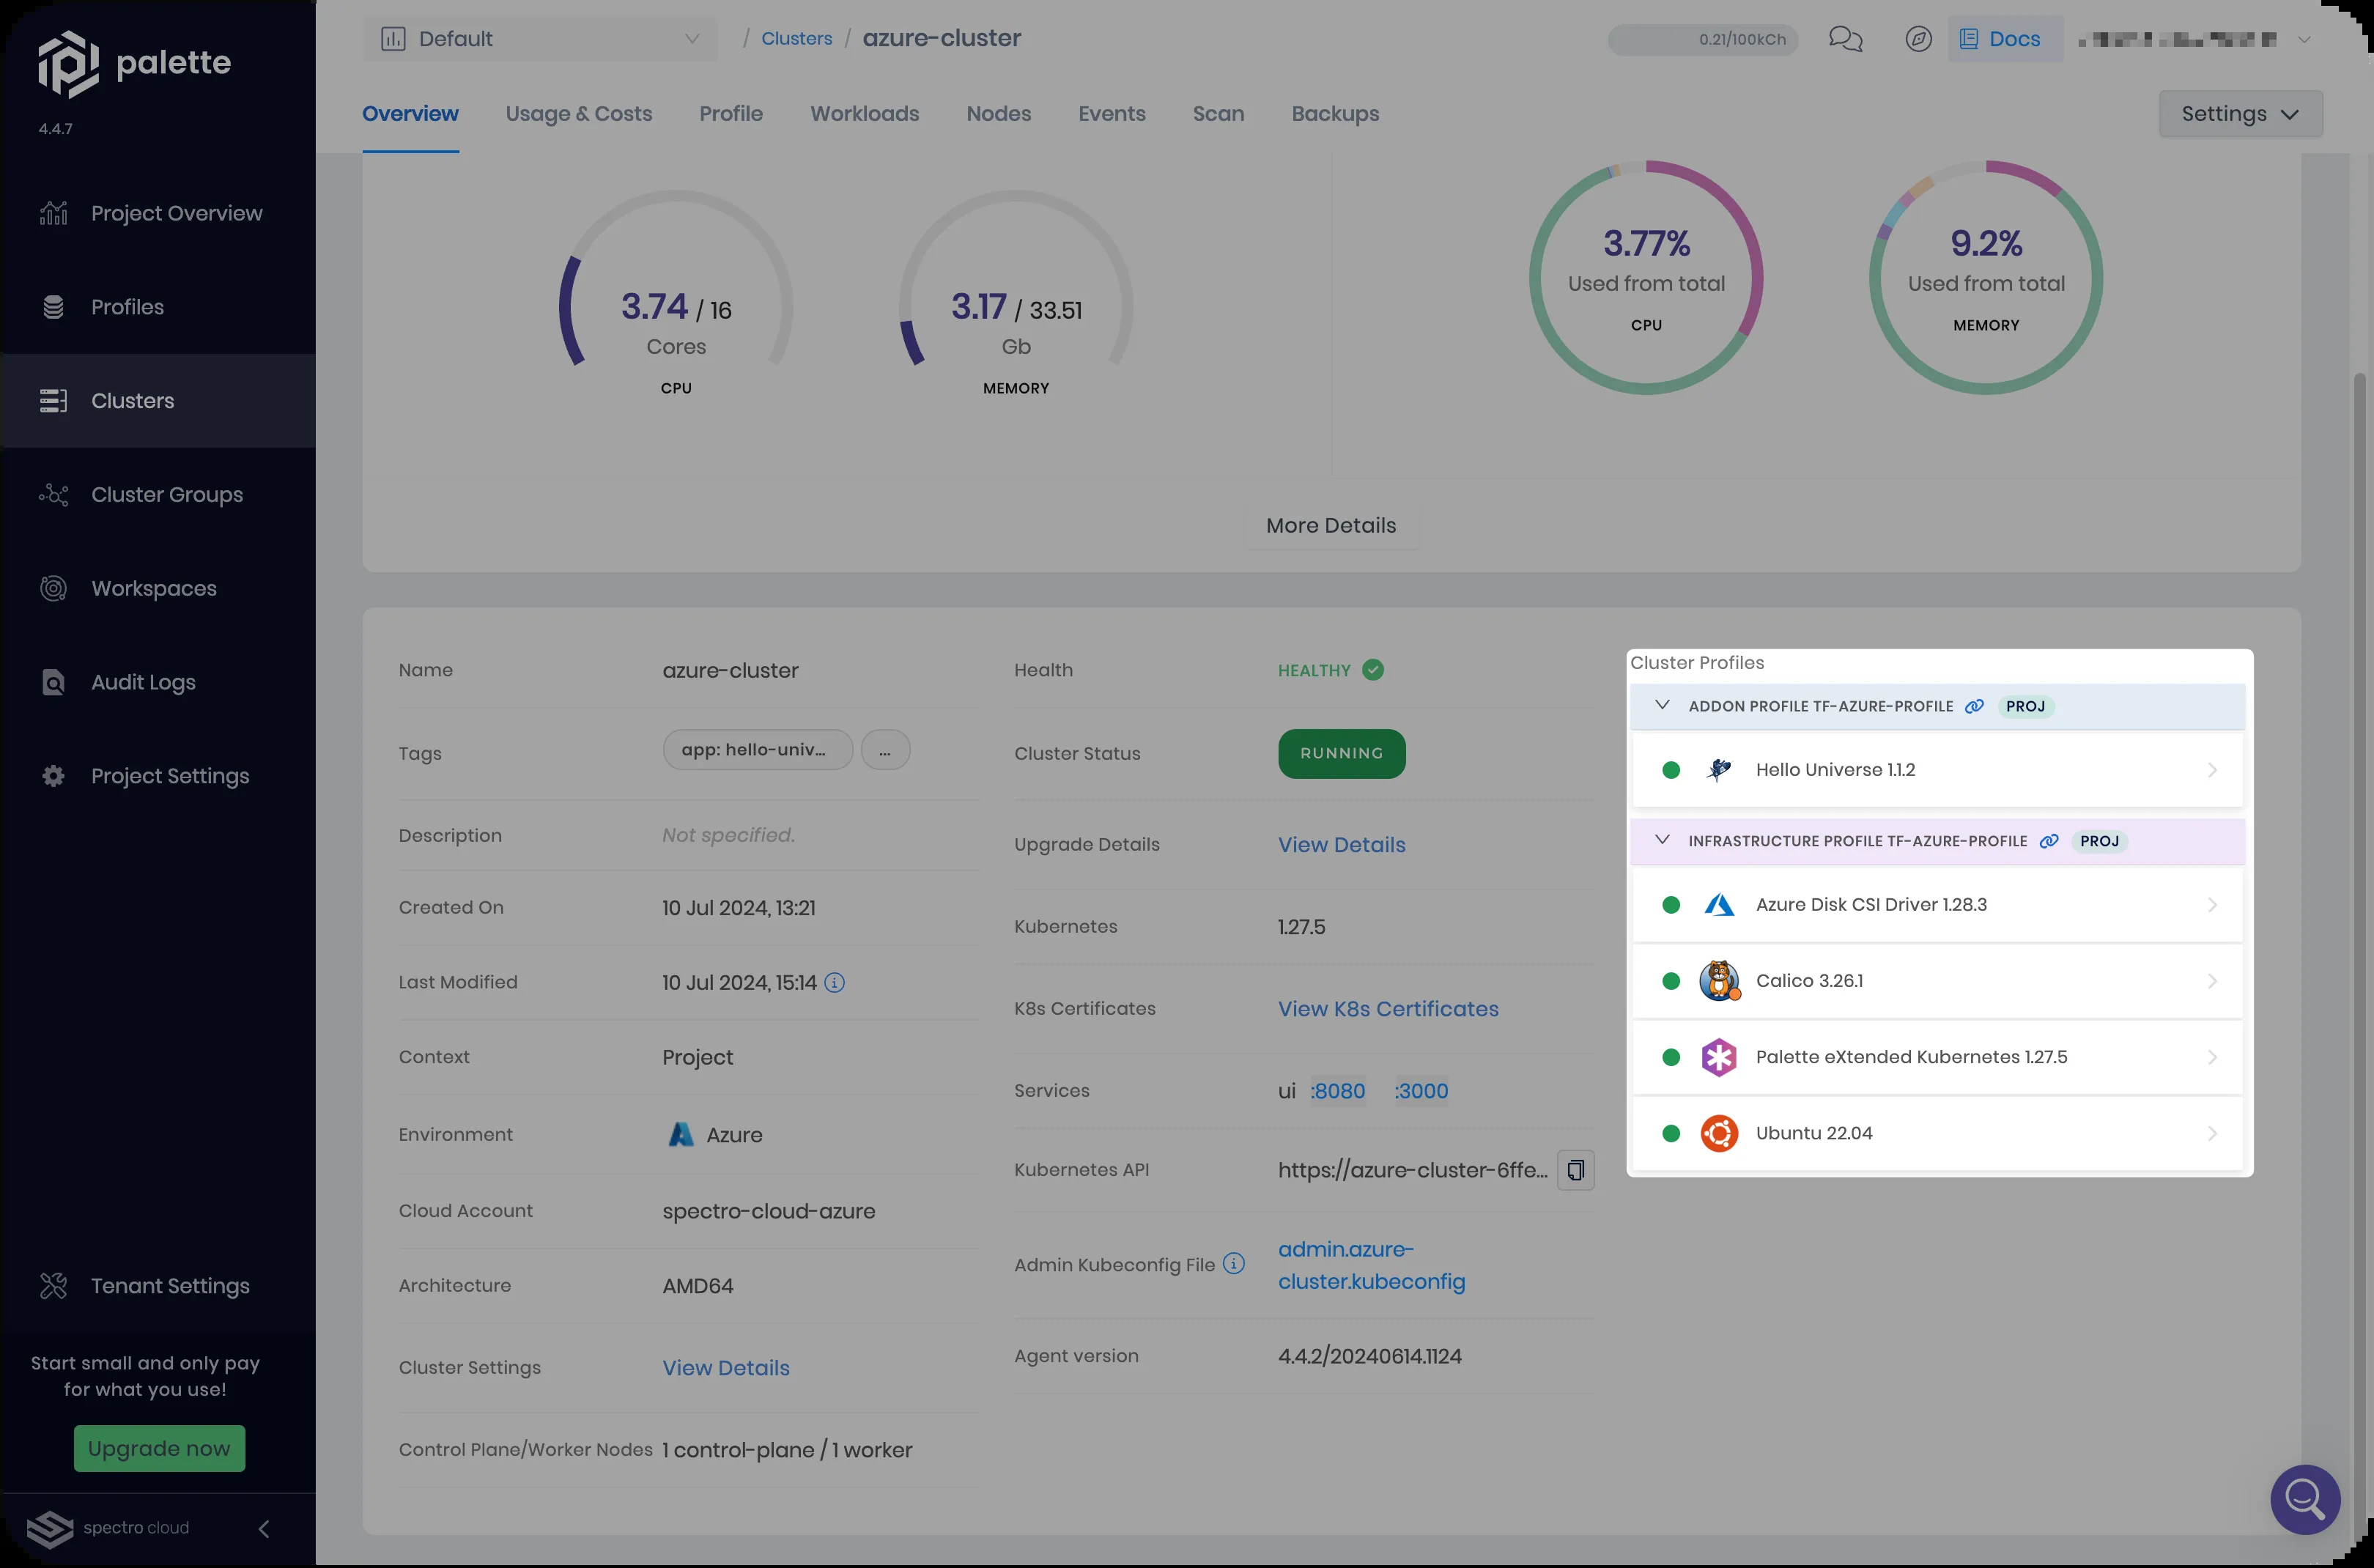 palette
4.4.7
Project Overview
Profiles
Clusters
Cluster Groups
Workspaces
Audit Logs
Project Settings
Tenant Settings
Start small and only pay
for what you use!
Upgrade now
spectro cloud
Default
/ Clusters / azure-cluster
0.21/100kCh
Docs
Overview
Usage & Costs
Profile
Workloads
Nodes
Events
Scan
Backups
Settings
3.74 / 16
Cores
CPU
3.17 / 33.51
Gb
MEMORY
3.77%
Used from total
CPU
9.2%
Used from total
MEMORY
More Details
Name azure-cluster
Tags app: hello-univ... ...
Description Not specified.
Created On 10 Jul 2024, 13:21
Last Modified 10 Jul 2024, 15:14
Context Project
Environment Azure
Cloud Account spectro-cloud-azure
Architecture AMD64
Cluster Settings View Details
Control Plane/Worker Nodes 1 control-plane / 1 worker
Health HEALTHY
Cluster Status RUNNING
Upgrade Details View Details
Kubernetes 1.27.5
K8s Certificates View K8s Certificates
Services ui :8080 :3000
Kubernetes API https://azure-cluster-6ffe...
Admin Kubeconfig File admin.azure-
cluster.kubeconfig
Agent version 4.4.2/20240614.1124
Cluster Profiles
ADDON PROFILE TF-AZURE-PROFILE PROJ
Hello Universe 1.1.2
INFRASTRUCTURE PROFILE TF-AZURE-PROFILE PROJ
Azure Disk CSI Driver 1.28.3
Calico 3.26.1
Palette eXtended Kubernetes 1.27.5
Ubuntu 22.04